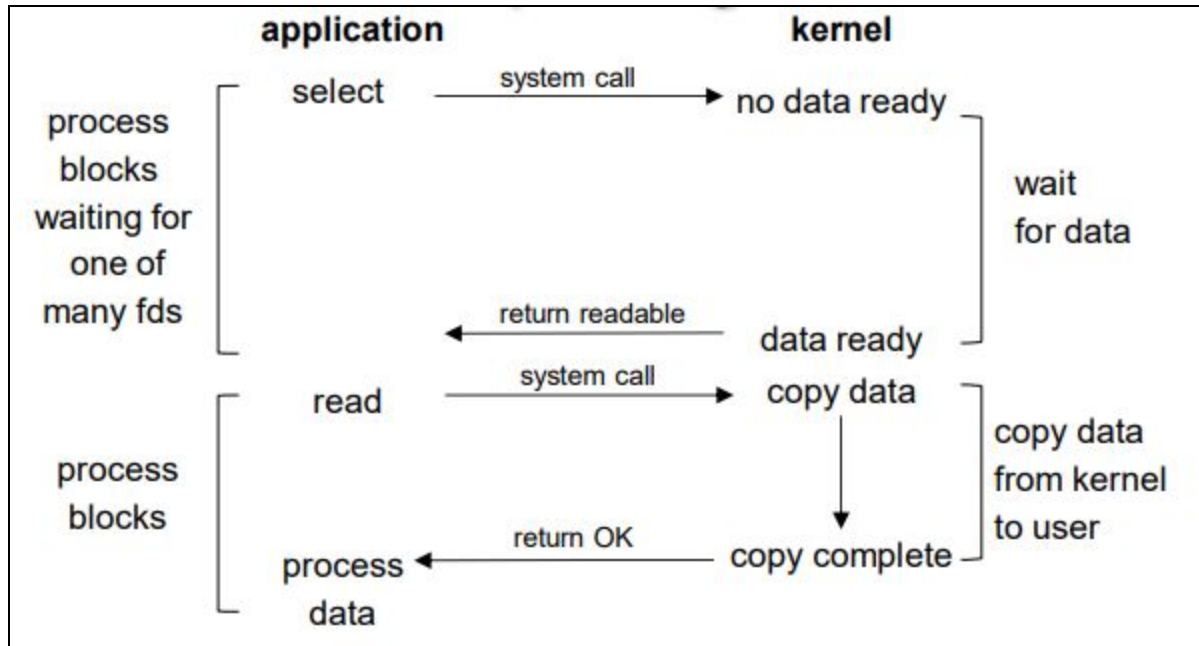 application
kernel
select
system call
no data ready
process
blocks
waiting for
one of
many fds
wait
for data
return readable
data ready
read
system call
copy data
process
blocks
copy data
from kernel
to user
return OK
copy complete
process
data